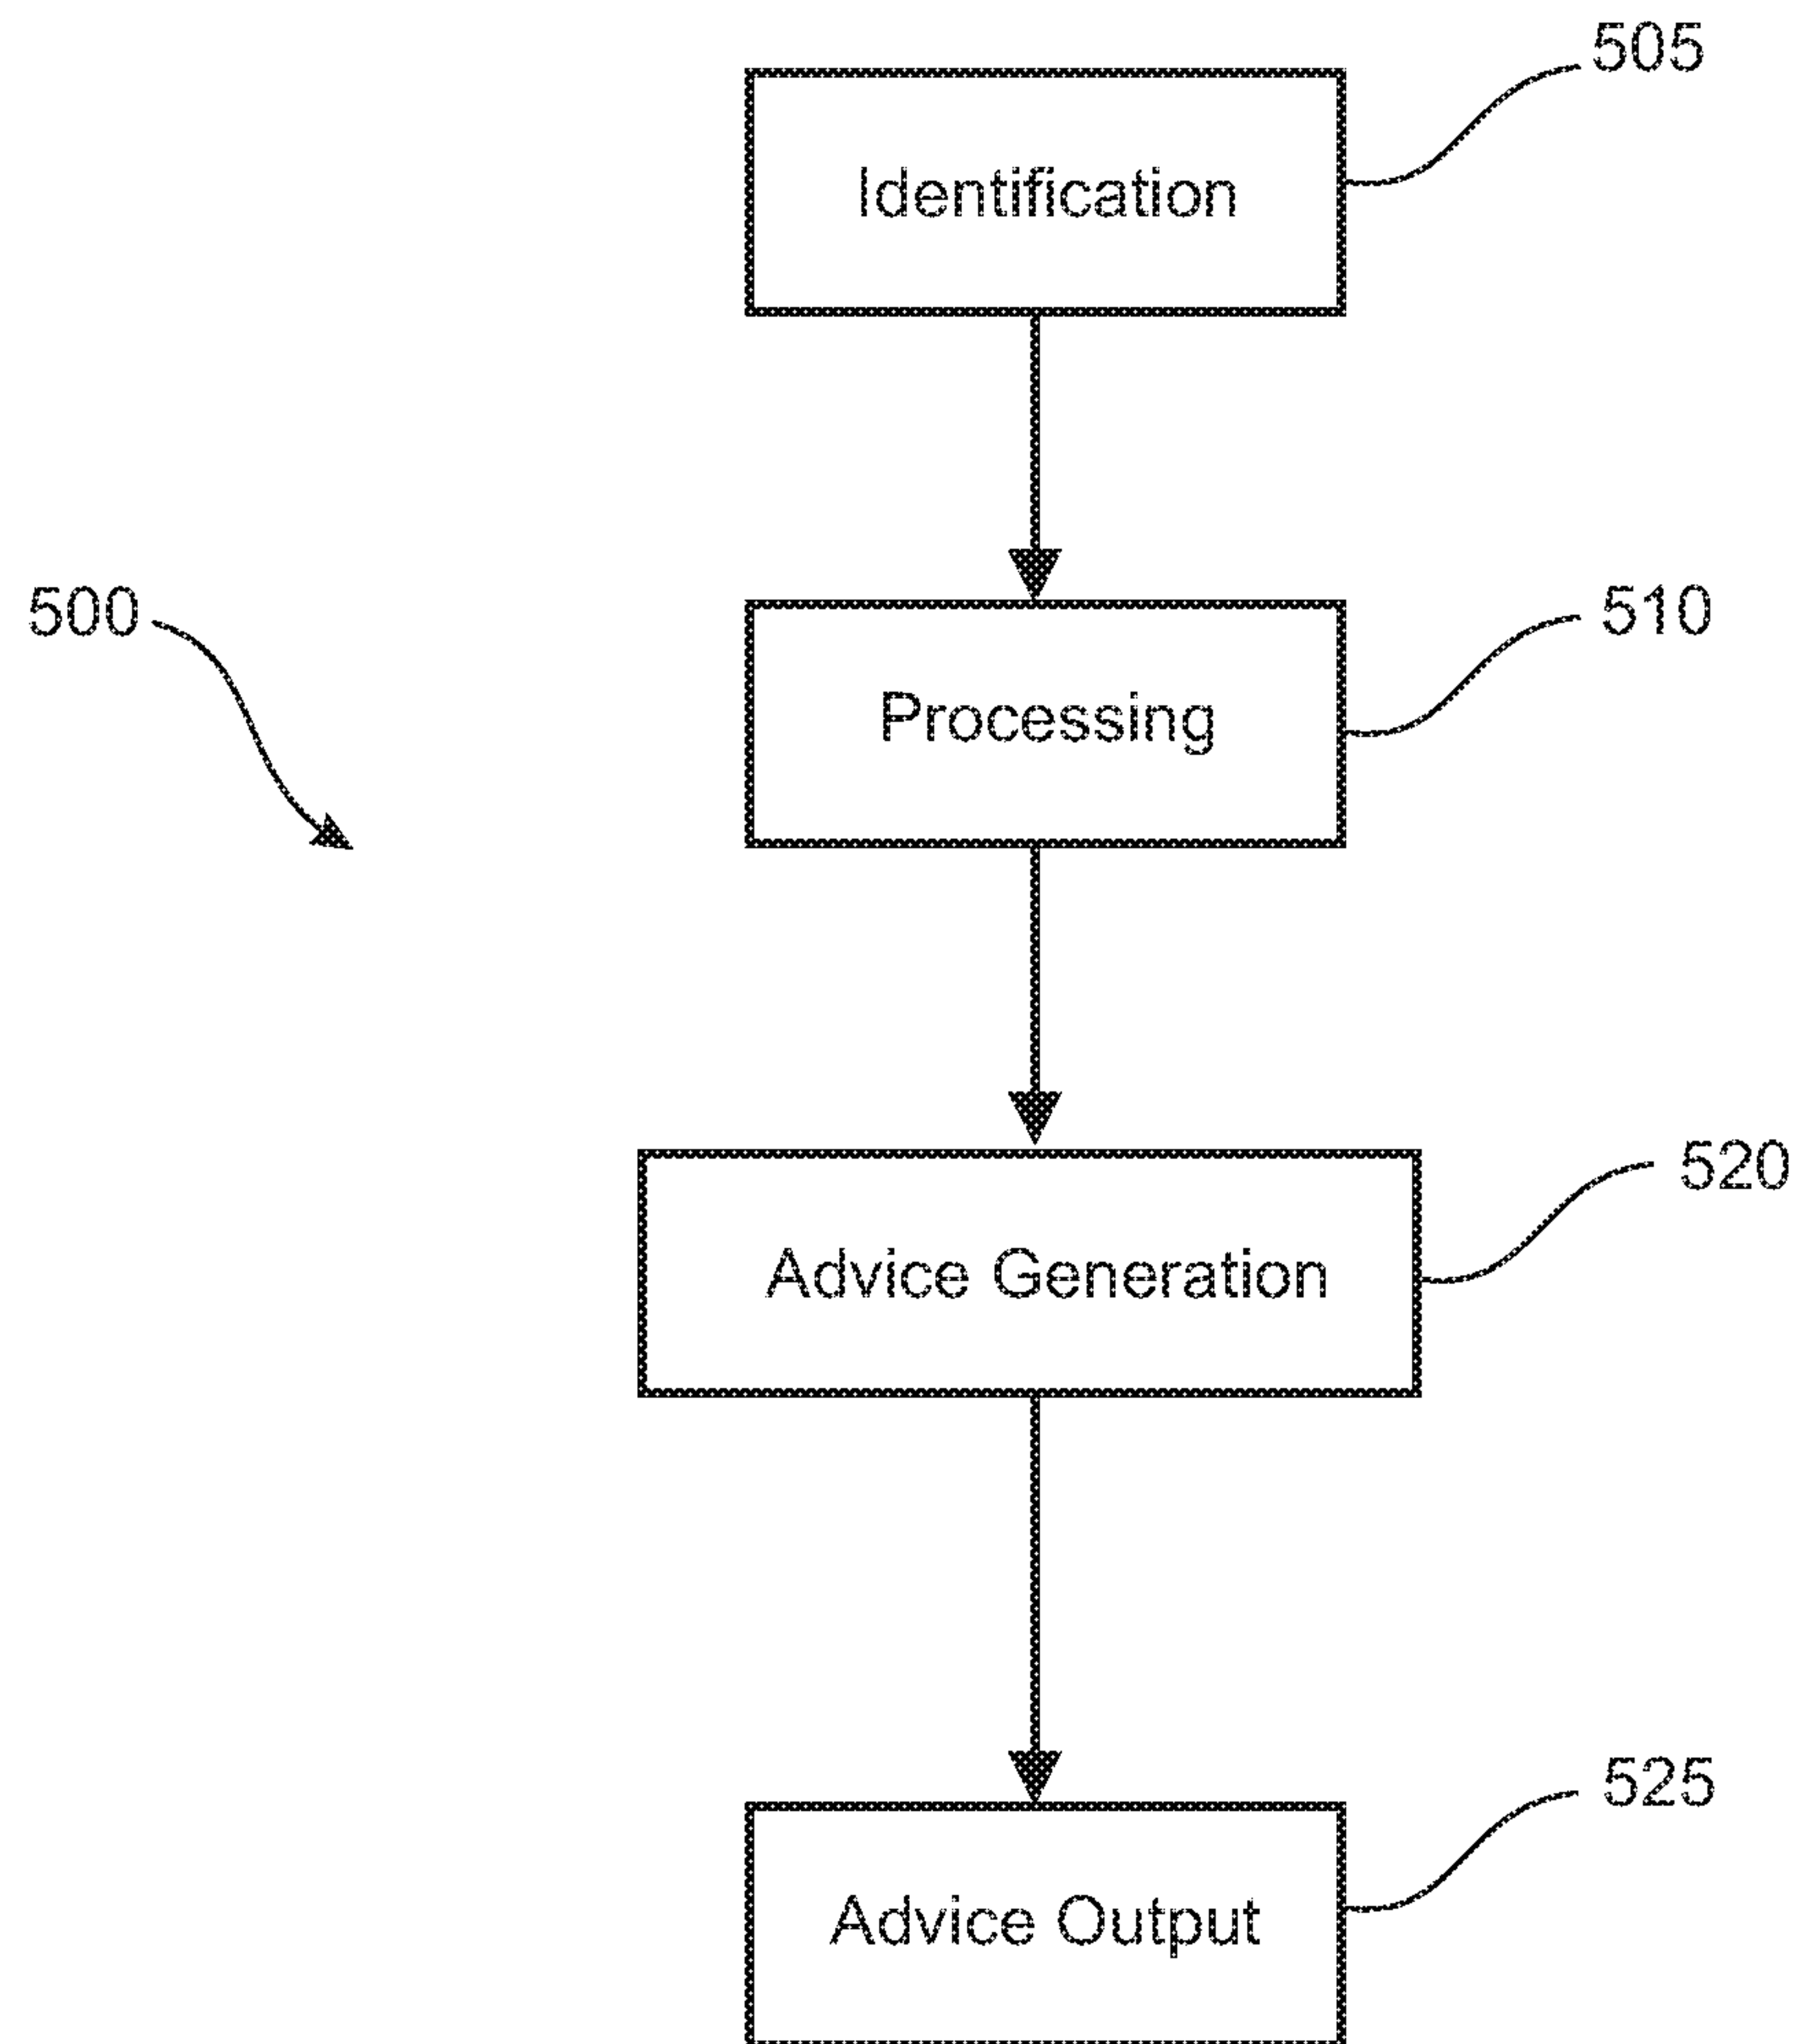 505
Identification
500
510
Processing
520
Advice Generation
525
Advice Output